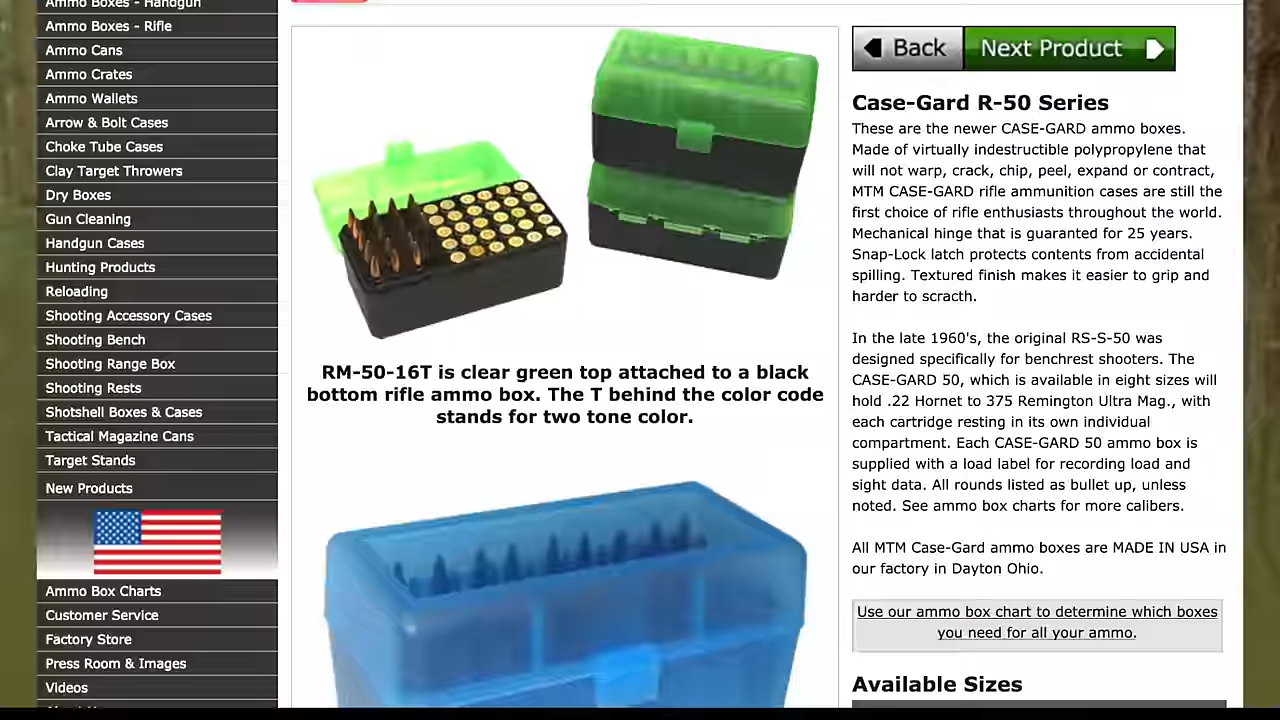 Ammo Boxes - Handgun
Ammo Boxes - Rifle
Ammo Cans
Ammo Crates
Ammo Wallets
Arrow & Bolt Cases
Choke Tube Cases
Clay Target Throwers
Dry Boxes
Gun Cleaning
Handgun Cases
Hunting Products
Reloading
Shooting Accessory Cases
Shooting Bench
Shooting Range Box
Shooting Rests
Shotshell Boxes & Cases
Tactical Magazine Cans
Target Stands
New Products
Ammo Box Charts
Customer Service
Factory Store
Press Room & Images
Videos
RM-50-16T is clear green top attached to a black
bottom rifle ammo box. The T behind the color code
stands for two tone color.
Back
Next Product
Case-Gard R-50 Series
These are the newer CASE-GARD ammo boxes.
Made of virtually indestructible polypropylene that
will not warp, crack, chip, peel, expand or contract,
MTM CASE-GARD rifle ammunition cases are still the
first choice of rifle enthusiasts throughout the world.
Mechanical hinge that is guaranteed for 25 years.
Snap-Lock latch protects contents from accidental
spilling. Textured finish makes it easier to grip and
harder to scracth.
In the late 1960's, the original RS-S-50 was
designed specifically for benchrest shooters. The
CASE-GARD 50, which is available in eight sizes will
hold .22 Hornet to 375 Remington Ultra Mag., with
each cartridge resting in its own individual
compartment. Each CASE-GARD 50 ammo box is
supplied with a load label for recording load and
sight data. All rounds listed as bullet up, unless
noted. See ammo box charts for more calibers.
All MTM Case-Gard ammo boxes are MADE IN USA in
our factory in Dayton Ohio.
Use our ammo box chart to determine which boxes
you need for all your ammo.
Available Sizes